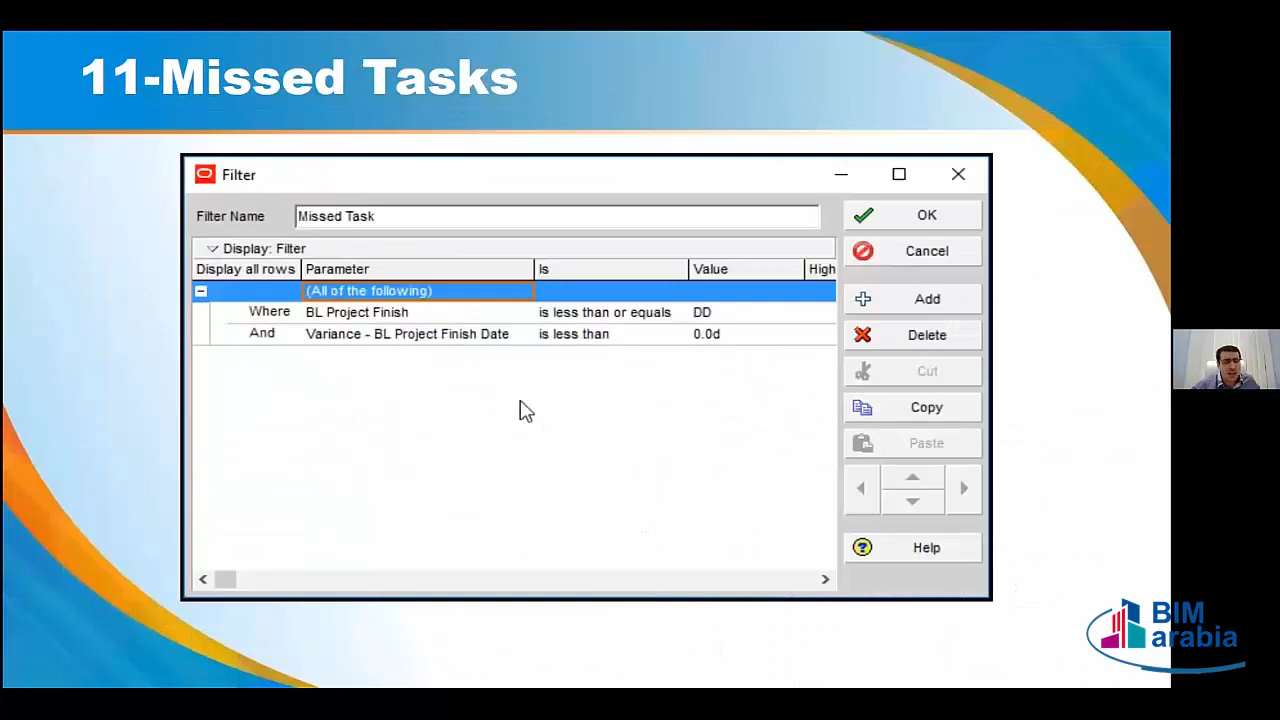 11-Missed Tasks
Filter
Filter Name Missed Task
Display: Filter
Display all rows Parameter Is Value High
(All of the following)
Where BL Project Finish is less than or equals DD
And Variance - BL Project Finish Date is less than 0.0d
OK
Cancel
Add
Delete
Cut
Copy
Paste
Help
BIM
arabia